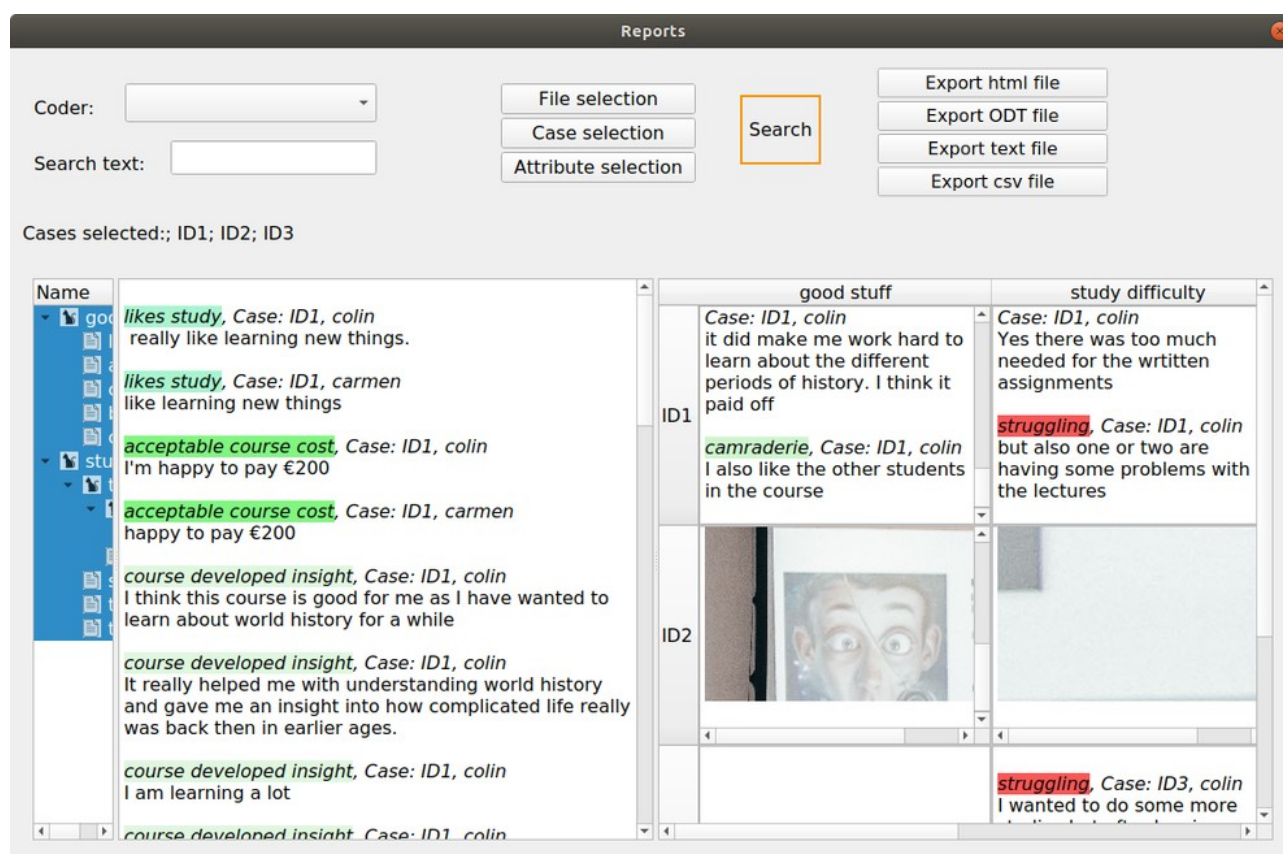 Reports
Coder:
Search text:
File selection
Case selection
Attribute selection
Search
Export html file
Export ODT file
Export text file
Export csv file
Cases selected:; ID1; ID2; ID3
Name
likes study, Case: ID1, colin
really like learning new things.
likes study, Case: ID1, carmen
like learning new things
acceptable course cost, Case: ID1, colin
I'm happy to pay €200
acceptable course cost, Case: ID1, carmen
happy to pay €200
course developed insight, Case: ID1, colin
I think this course is good for me as I have wanted to
learn about world history for a while
course developed insight, Case: ID1, colin
It really helped me with understanding world history
and gave me an insight into how complicated life really
was back then in earlier ages.
course developed insight, Case: ID1, colin
I am learning a lot
course developed insight, Case: ID1, colin
good stuff
study difficulty
ID1
Case: ID1, colin
it did make me work hard to
learn about the different
periods of history. I think it
paid off
camraderie, Case: ID1, colin
I also like the other students
in the course
Case: ID1, colin
Yes there was too much
needed for the wrtitten
assignments
struggling, Case: ID1, colin
but also one or two are
having some problems with
the lectures
ID2
struggling, Case: ID3, colin
I wanted to do some more